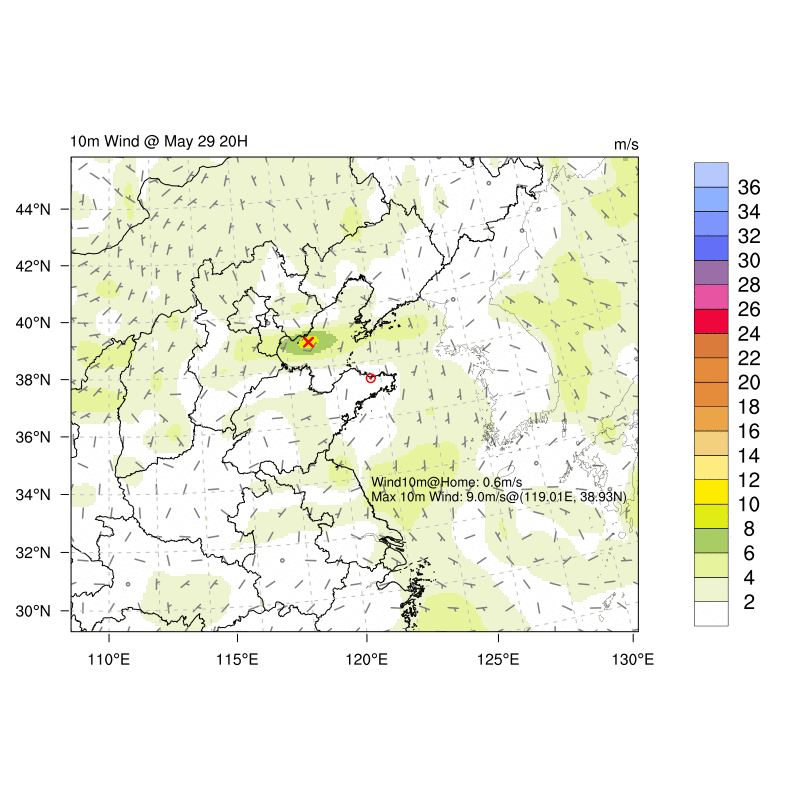 10m Wind @ May 29 20H
m/s
44°N
42°N
40°N
38°N
36°N
34°N
32°N
30°N
110°E
115°E
120°E
125°E
130°E
Wind10m@Home: 0.6m/s
Max 10m Wind: 9.0m/s@(119.01E, 38.93N)
36
34
32
30
28
26
24
22
20
18
16
14
12
10
8
6
4
2